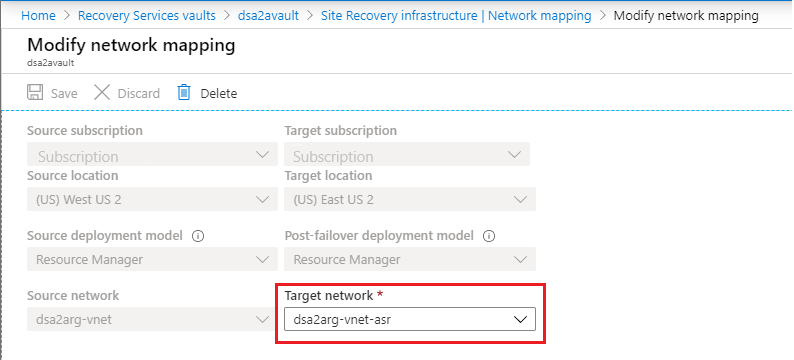 Home > Recovery Services vaults > dsa2avault > Site Recovery infrastructure | Network mapping > Modify network mapping
Modify network mapping
dsa2avault
Save Discard Delete
Source subscription Target subscription
Subscription Subscription
Source location Target location
(US) West US 2 (US) East US 2
Source deployment model Post-failover deployment model
Resource Manager Resource Manager
Source network Target network *
dsa2arg-vnet dsa2arg-vnet-asr